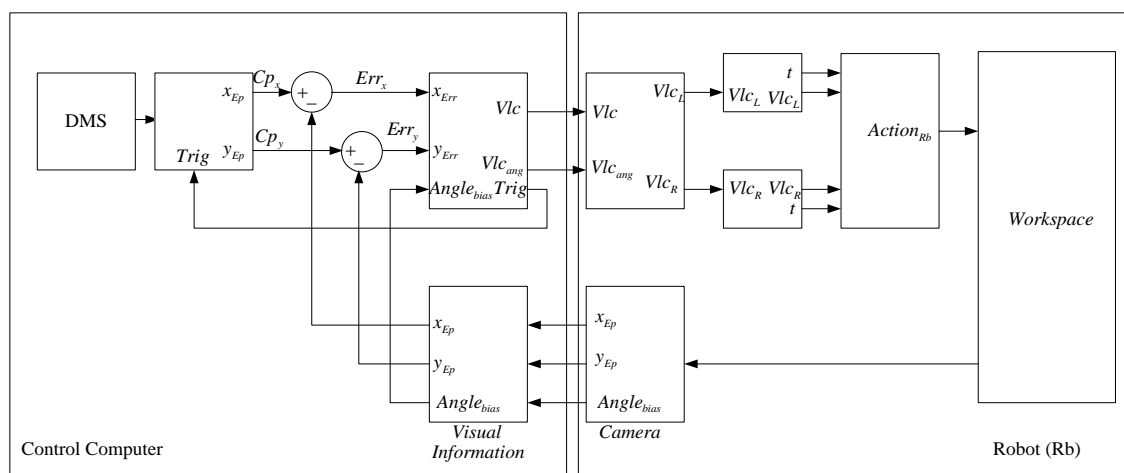 DMS
x_Ep
y_Ep
Trig
Cp_x
Cp_y
+
−
Err_x
+
−
Err_y
x_Err
y_Err
Angle_bias
Vlc
Vlc_ang
Trig
Vlc
Vlc_ang
Vlc_L
Vlc_R
t
Vlc_L Vlc_L
Vlc_R Vlc_R
t
Action_Rb
Workspace
x_Ep
y_Ep
Angle_bias
Visual
Information
x_Ep
y_Ep
Angle_bias
Camera
Control Computer
Robot (Rb)